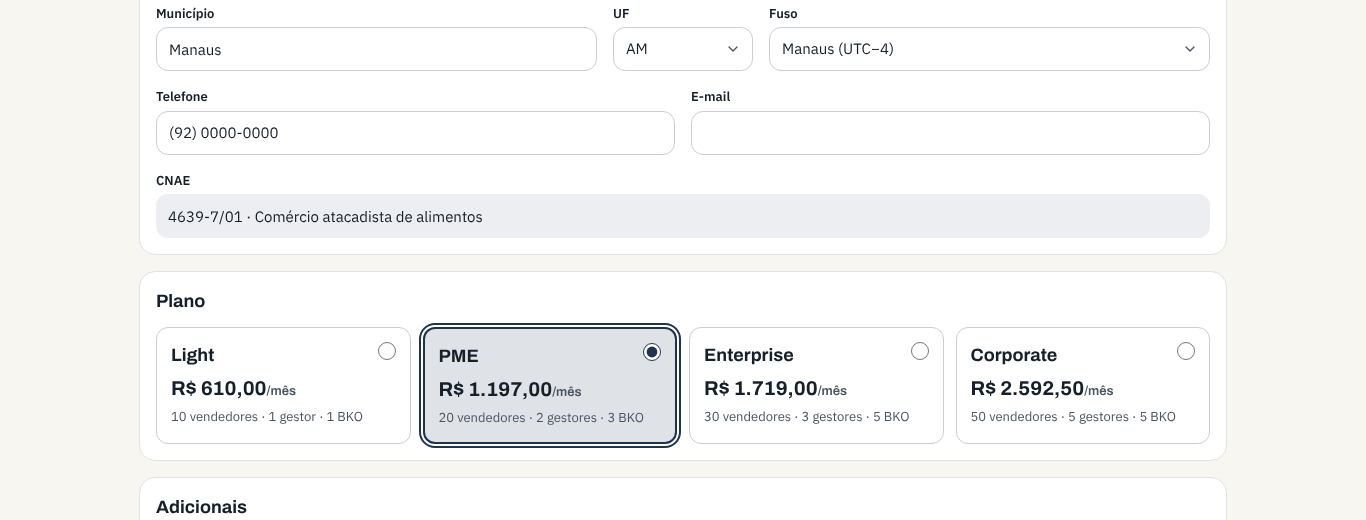 Município UF Fuso
Manaus AM Manaus (UTC−4)
Telefone E-mail
(92) 0000-0000
CNAE
4639-7/01 · Comércio atacadista de alimentos
Plano
Light PME Enterprise Corporate
R$ 610,00/mês R$ 1.197,00/mês R$ 1.719,00/mês R$ 2.592,50/mês
10 vendedores · 1 gestor · 1 BKO 20 vendedores · 2 gestores · 3 BKO 30 vendedores · 3 gestores · 5 BKO 50 vendedores · 5 gestores · 5 BKO
Adicionais